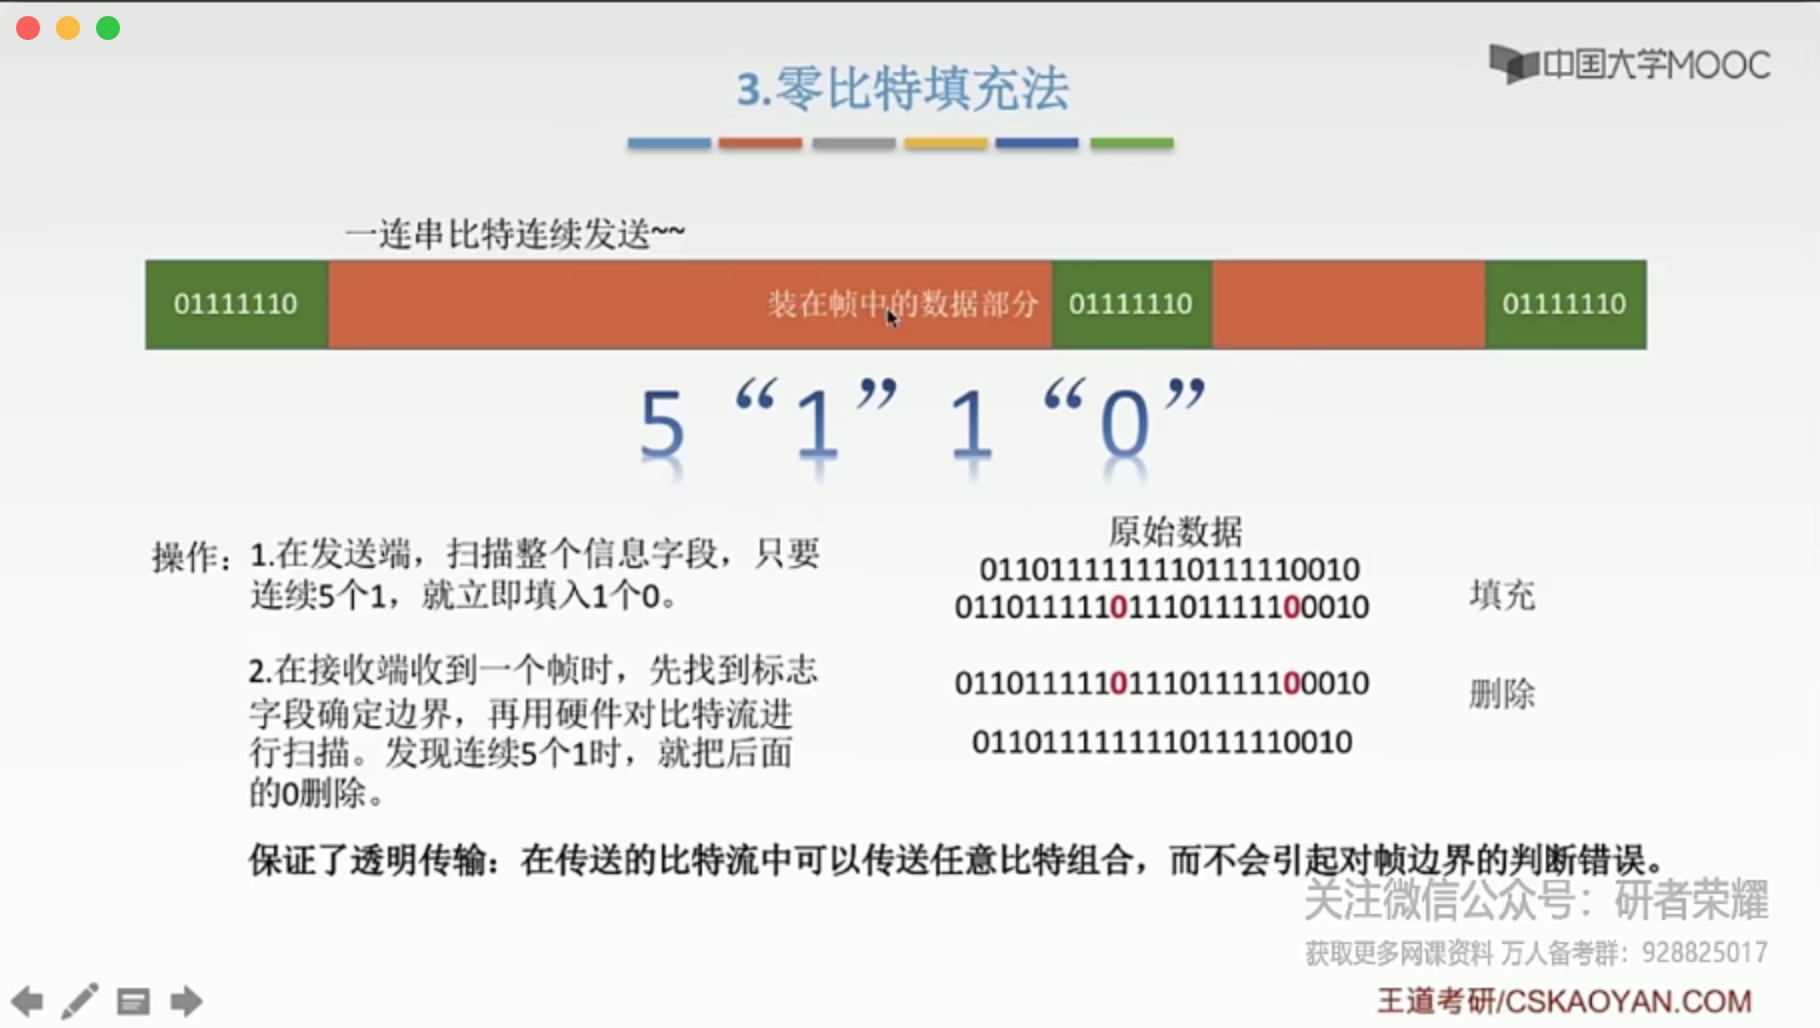 中国大学MOOC
3.零比特填充法
一连串比特连续发送~~
01111110 装在帧中的数据部分 01111110 01111110
5 “1” 1 “0”
操作：
1.在发送端，扫描整个信息字段，只要
连续5个1，就立即填入1个0。
2.在接收端收到一个帧时，先找到标志
字段确定边界，再用硬件对比特流进
行扫描。发现连续5个1时，就把后面
的0删除。
原始数据
0110111111110111110010
011011111011101111100010
填充
011011111011101111100010
删除
0110111111110111110010
保证了透明传输：在传送的比特流中可以传送任意比特组合，而不会引起对帧边界的判断错误。
关注微信公众号：研者荣耀
获取更多网课资料 万人备考群：928825017
王道考研/CSKAOYAN.COM